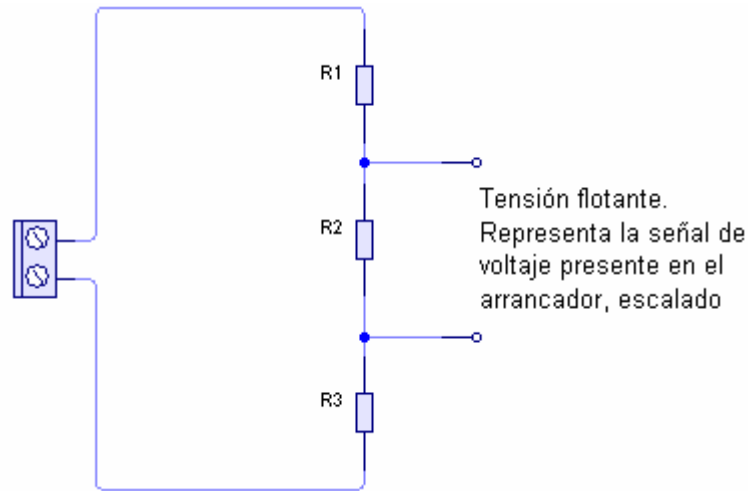 R1
Tensión flotante.
Representa la señal de
voltaje presente en el
arrancador, escalado
R2
R3